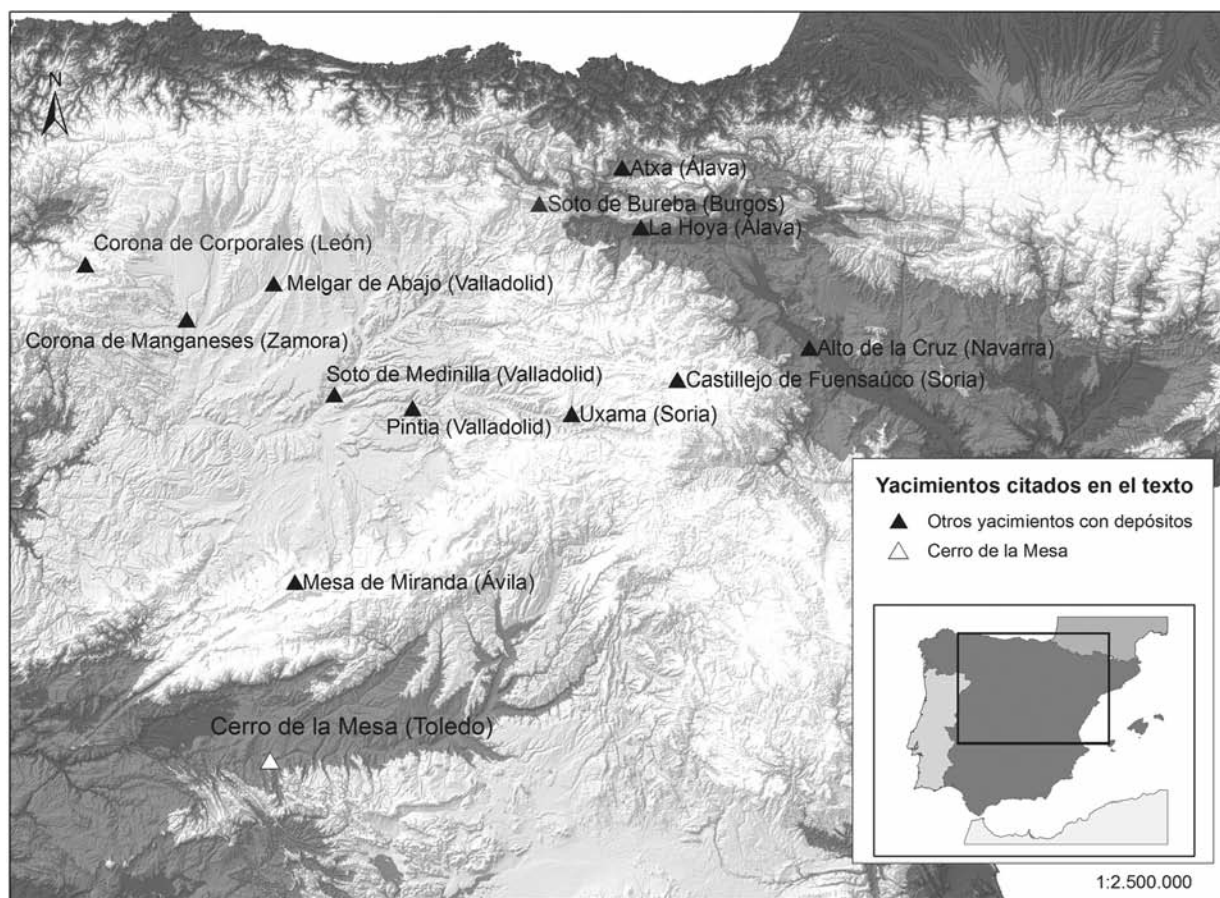 N
Atxa (Álava)
Soto de Bureba (Burgos)
La Hoya (Álava)
Corona de Corporales (León)
Melgar de Abajo (Valladolid)
Corona de Manganeses (Zamora)
Alto de la Cruz (Navarra)
Soto de Medinilla (Valladolid)
Castillejo de Fuensaúco (Soria)
Pintia (Valladolid)
Uxama (Soria)
Mesa de Miranda (Ávila)
Cerro de la Mesa (Toledo)
Yacimientos citados en el texto
Otros yacimientos con depósitos
Cerro de la Mesa
1:2.500.000